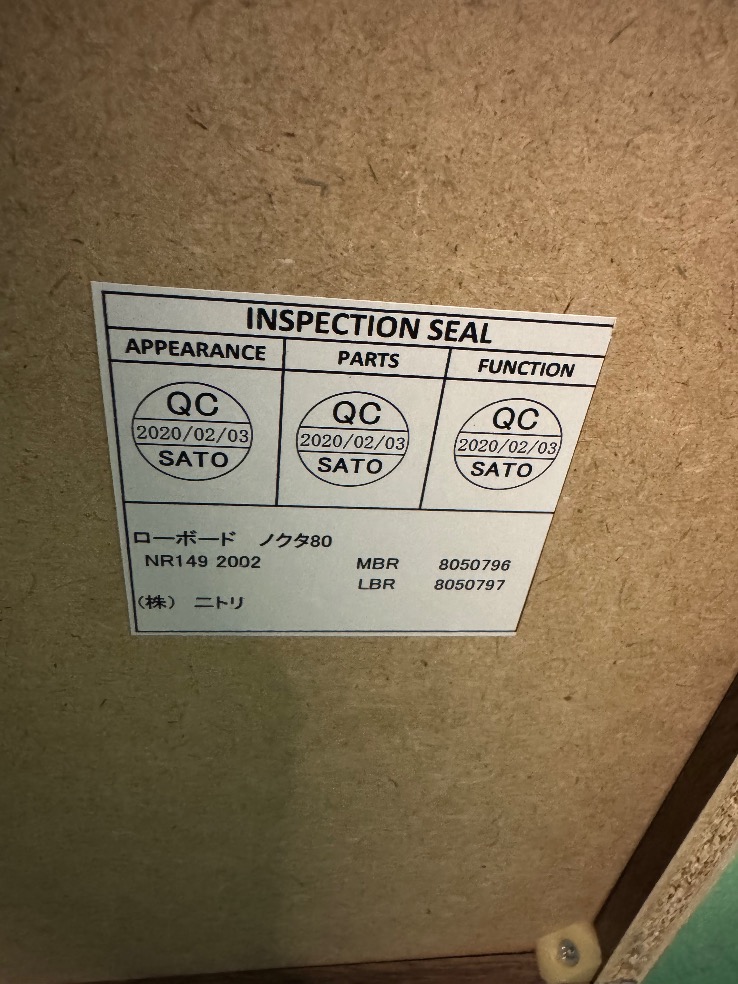 INSPECTION SEAL
APPEARANCE PARTS FUNCTION
QC QC QC
2020/02/03 2020/02/03 2020/02/03
SATO SATO SATO
ローボード ノクタ80
NR149 2002 MBR 8050796
LBR 8050797
(株) ニトリ